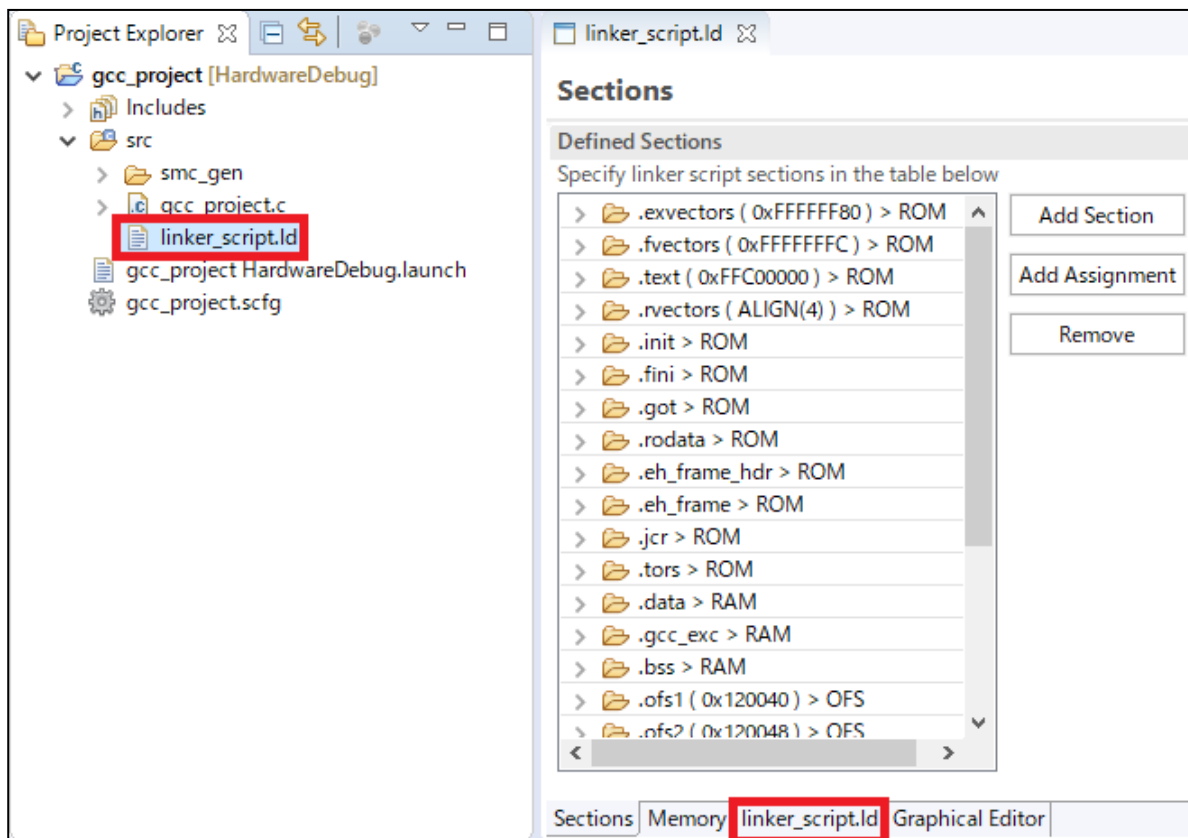 Project Explorer
gcc_project [HardwareDebug]
Includes
src
smc_gen
gcc_project.c
linker_script.ld
gcc_project HardwareDebug.launch
gcc_project.scfg
linker_script.ld
Sections
Defined Sections
Specify linker script sections in the table below
.exvectors ( 0xFFFFFF80 ) > ROM
.fvectors ( 0xFFFFFFFC ) > ROM
.text ( 0xFFC00000 ) > ROM
.rvectors ( ALIGN(4) ) > ROM
.init > ROM
.fini > ROM
.got > ROM
.rodata > ROM
.eh_frame_hdr > ROM
.eh_frame > ROM
.jcr > ROM
.tors > ROM
.data > RAM
.gcc_exc > RAM
.bss > RAM
.ofs1 ( 0x120040 ) > OFS
.ofs2 ( 0x120048 ) > OFS
Add Section
Add Assignment
Remove
Sections Memory linker_script.ld Graphical Editor